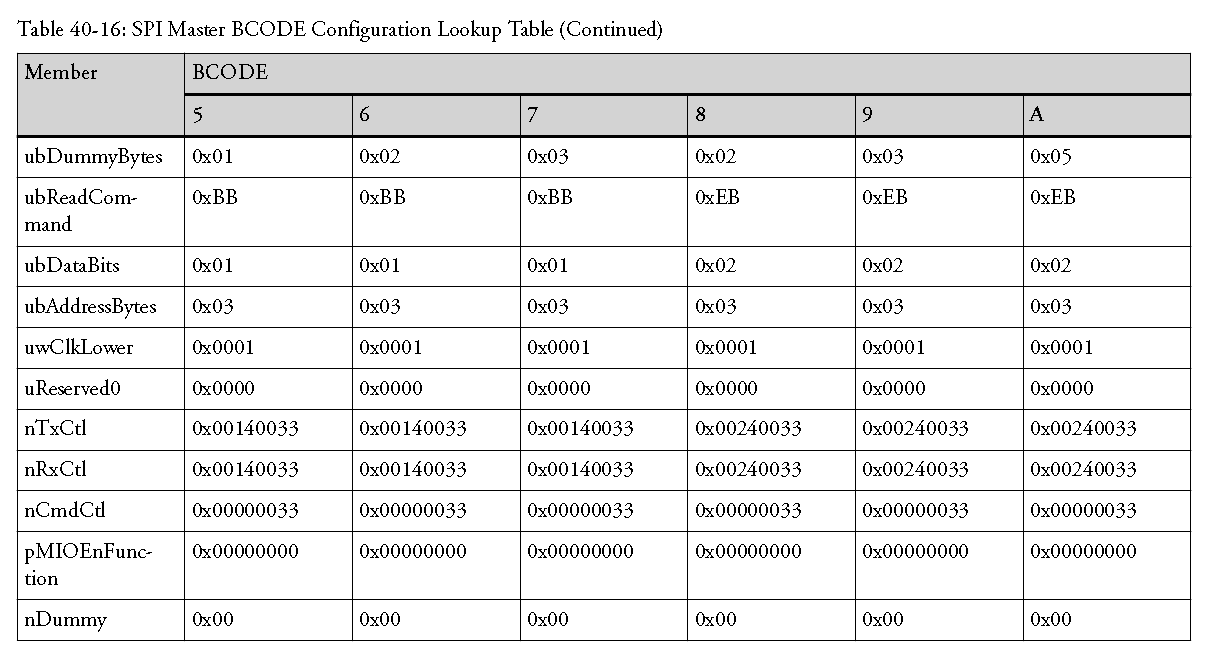 Table 40-16: SPI Master BCODE Configuration Lookup Table (Continued)
Member BCODE
5 6 7 8 9 A
ubDummyBytes 0x01 0x02 0x03 0x02 0x03 0x05
ubReadCom- 0xBB 0xBB 0xBB 0xEB 0xEB 0xEB
mand
ubDataBits 0x01 0x01 0x01 0x02 0x02 0x02
ubAddressBytes 0x03 0x03 0x03 0x03 0x03 0x03
uwClkLower 0x0001 0x0001 0x0001 0x0001 0x0001 0x0001
uReserved0 0x0000 0x0000 0x0000 0x0000 0x0000 0x0000
nTxCtl 0x00140033 0x00140033 0x00140033 0x00240033 0x00240033 0x00240033
nRxCtl 0x00140033 0x00140033 0x00140033 0x00240033 0x00240033 0x00240033
nCmdCtl 0x00000033 0x00000033 0x00000033 0x00000033 0x00000033 0x00000033
pMIOEnFunc- 0x00000000 0x00000000 0x00000000 0x00000000 0x00000000 0x00000000
tion
nDummy 0x00 0x00 0x00 0x00 0x00 0x00